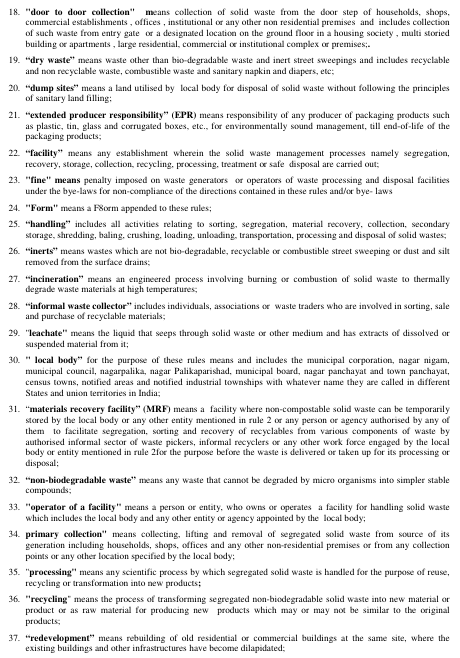 18. "door to door collection" means collection of solid waste from the door step of households, shops,
commercial establishments , offices , institutional or any other non residential premises and includes collection
of such waste from entry gate or a designated location on the ground floor in a housing society , multi storied
building or apartments , large residential, commercial or institutional complex or premises;.
19. “dry waste” means waste other than bio-degradable waste and inert street sweepings and includes recyclable
and non recyclable waste, combustible waste and sanitary napkin and diapers, etc;
20. “dump sites” means a land utilised by local body for disposal of solid waste without following the principles
of sanitary land filling;
21. “extended producer responsibility” (EPR) means responsibility of any producer of packaging products such
as plastic, tin, glass and corrugated boxes, etc., for environmentally sound management, till end-of-life of the
packaging products;
22. “facility” means any establishment wherein the solid waste management processes namely segregation,
recovery, storage, collection, recycling, processing, treatment or safe disposal are carried out;
23. "fine" means penalty imposed on waste generators or operators of waste processing and disposal facilities
under the bye-laws for non-compliance of the directions contained in these rules and/or bye- laws
24. "Form" means a F8orm appended to these rules;
25. “handling” includes all activities relating to sorting, segregation, material recovery, collection, secondary
storage, shredding, baling, crushing, loading, unloading, transportation, processing and disposal of solid wastes;
26. “inerts” means wastes which are not bio-degradable, recyclable or combustible street sweeping or dust and silt
removed from the surface drains;
27. “incineration” means an engineered process involving burning or combustion of solid waste to thermally
degrade waste materials at high temperatures;
28. “informal waste collector” includes individuals, associations or waste traders who are involved in sorting, sale
and purchase of recyclable materials;
29. "leachate" means the liquid that seeps through solid waste or other medium and has extracts of dissolved or
suspended material from it;
30. " local body” for the purpose of these rules means and includes the municipal corporation, nagar nigam,
municipal council, nagarpalika, nagar Palikaparishad, municipal board, nagar panchayat and town panchayat,
census towns, notified areas and notified industrial townships with whatever name they are called in different
States and union territories in India;
31. “materials recovery facility” (MRF) means a facility where non-compostable solid waste can be temporarily
stored by the local body or any other entity mentioned in rule 2 or any person or agency authorised by any of
them to facilitate segregation, sorting and recovery of recyclables from various components of waste by
authorised informal sector of waste pickers, informal recyclers or any other work force engaged by the local
body or entity mentioned in rule 2for the purpose before the waste is delivered or taken up for its processing or
disposal;
32. “non-biodegradable waste” means any waste that cannot be degraded by micro organisms into simpler stable
compounds;
33. "operator of a facility" means a person or entity, who owns or operates a facility for handling solid waste
which includes the local body and any other entity or agency appointed by the local body;
34. primary collection" means collecting, lifting and removal of segregated solid waste from source of its
generation including households, shops, offices and any other non-residential premises or from any collection
points or any other location specified by the local body;
35. "processing" means any scientific process by which segregated solid waste is handled for the purpose of reuse,
recycling or transformation into new products;
36. "recycling" means the process of transforming segregated non-biodegradable solid waste into new material or
product or as raw material for producing new products which may or may not be similar to the original
products;
37. “redevelopment” means rebuilding of old residential or commercial buildings at the same site, where the
existing buildings and other infrastructures have become dilapidated;